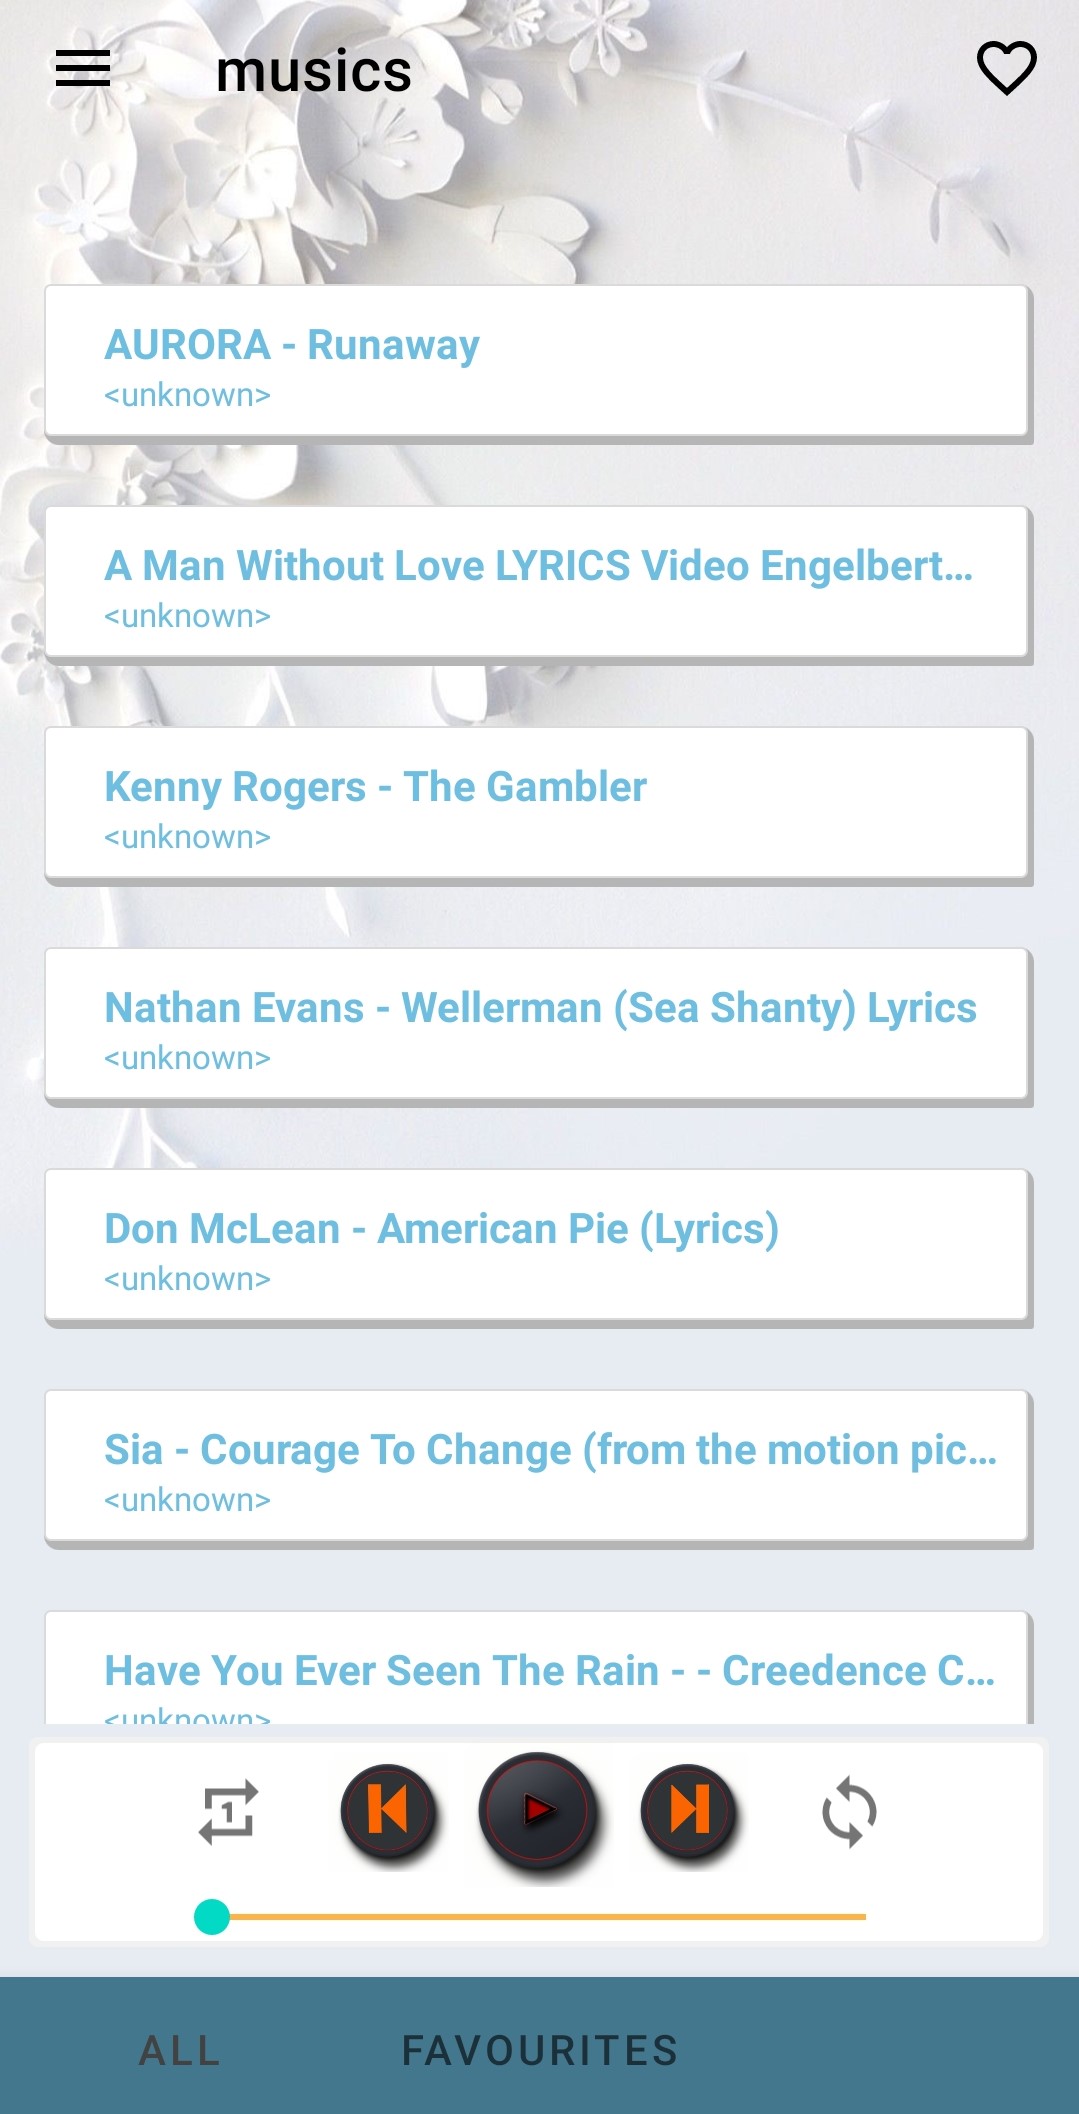 musics
AURORA - Runaway
<unknown>
A Man Without Love LYRICS Video Engelbert...
<unknown>
Kenny Rogers - The Gambler
<unknown>
Nathan Evans - Wellerman (Sea Shanty) Lyrics
<unknown>
Don McLean - American Pie (Lyrics)
<unknown>
Sia - Courage To Change (from the motion pic...
<unknown>
Have You Ever Seen The Rain - - Creedence C...
<unknown>
1
ALL FAVOURITES